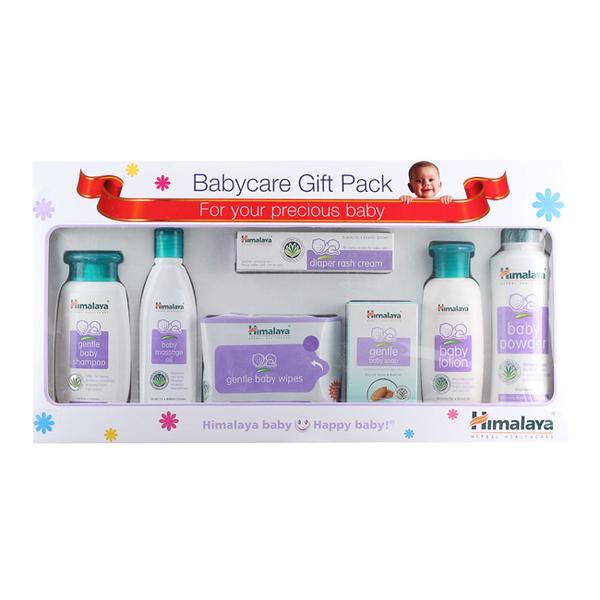 Babycare Gift Pack
For your precious baby
Himalaya
diaper rash cream
Himalaya
gentle
baby
shampoo
Himalaya
baby
massage
oil
Himalaya
gentle baby wipes
Himalaya
gentle
baby soap
Himalaya
baby
lotion
Himalaya
baby
powder
Himalaya baby Happy baby!
Himalaya
HERBAL HEALTHCARE